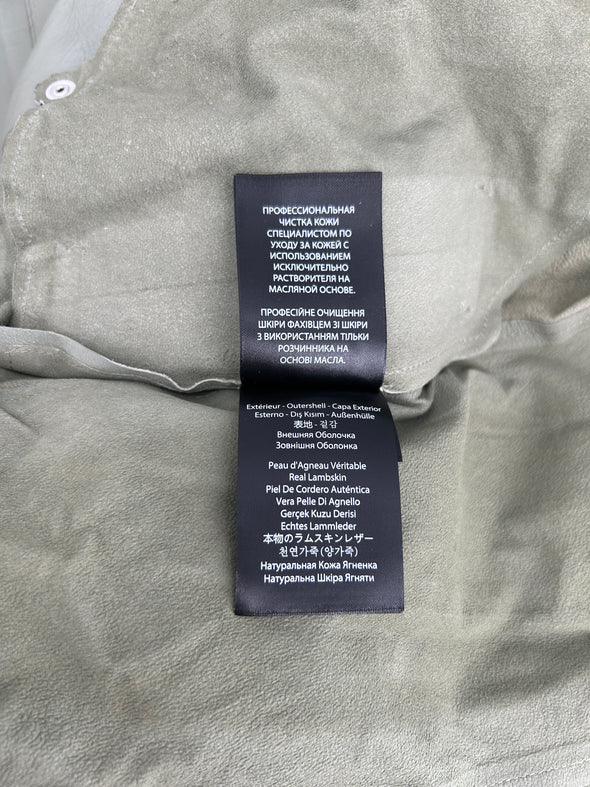 ПРОФЕССИОНАЛЬНАЯ
ЧИСТКА КОЖИ
СПЕЦИАЛИСТОМ ПО
УХОДУ ЗА КОЖЕЙ С
ИСПОЛЬЗОВАНИЕМ
ИСКЛЮЧИТЕЛЬНО
РАСТВОРИТЕЛЯ НА
МАСЛЯНОЙ ОСНОВЕ.
ПРОФЕСІЙНЕ ОЧИЩЕННЯ
ШКІРИ ФАХІВЦЕМ ЗІ ШКІРИ
З ВИКОРИСТАННЯМ ТІЛЬКИ
РОЗЧИННИКА НА
ОСНОВІ МАСЛА.
Extérieur - Outershell - Capa Exterior
Esterno - Dış Kısım - Außenhülle
表地 - 겉감
Внешняя Оболочка
Зовнішня Оболонка
Peau d'Agneau Véritable
Real Lambskin
Piel De Cordero Auténtica
Vera Pelle Di Agnello
Gerçek Kuzu Derisi
Echtes Lammleder
本物のラムスキンレザー
천연가죽(양가죽)
Натуральная Кожа Ягненка
Натуральна Шкіра Ягняти